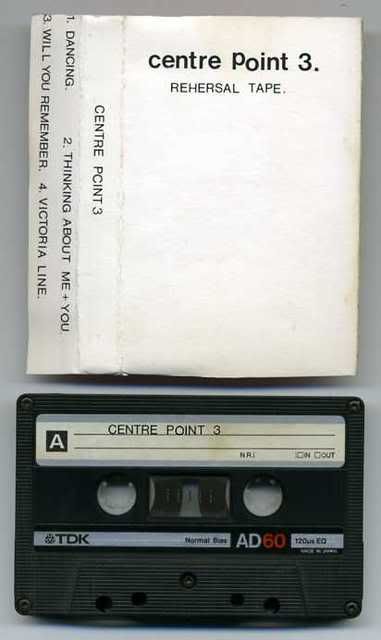 centre Point 3.
REHERSAL TAPE.
CENTRE POINT 3
1. DANCING. 2. THINKING ABOUT ME + YOU
3. WILL YOU REMEMBER. 4. VICTORIA LINE.
A
CENTRE POINT 3
N.R.
IN OUT
TDK
Normal Bias
AD60
120µs EQ
MADE IN JAPAN